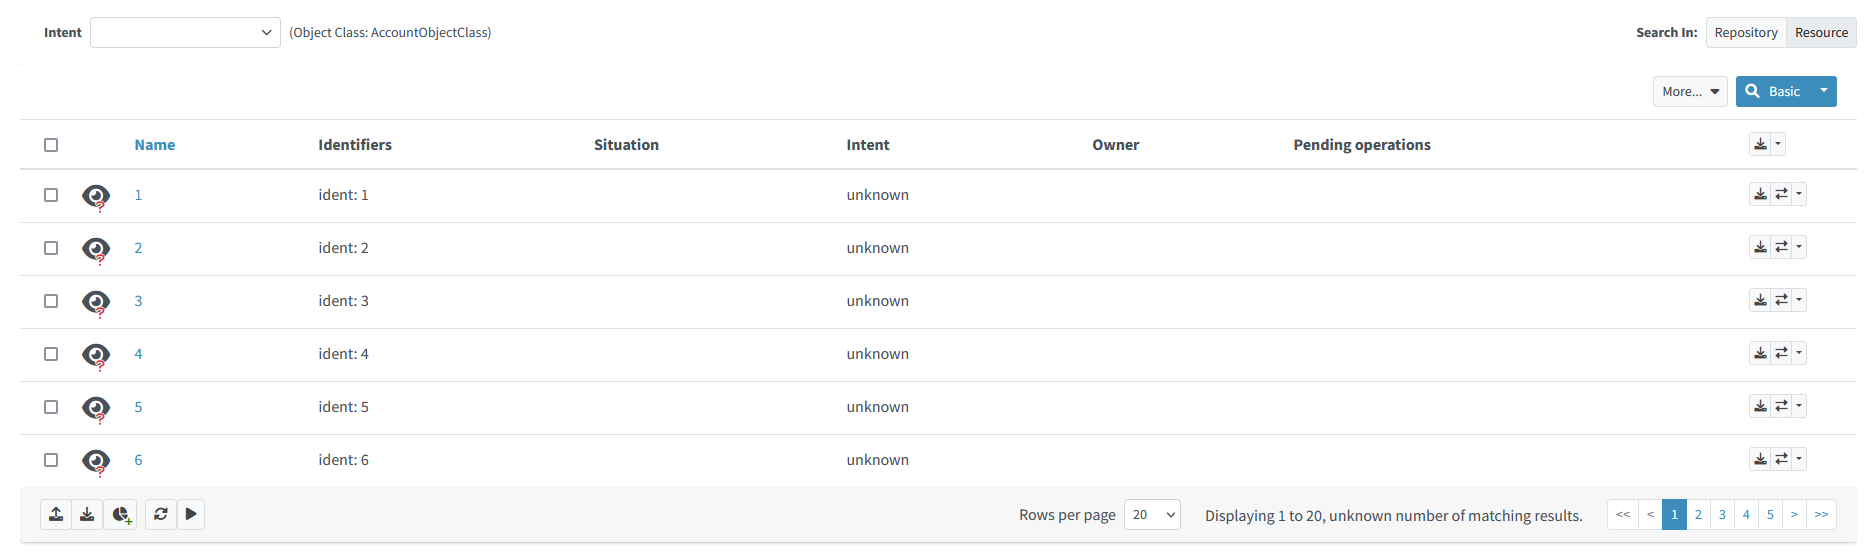 Intent (Object Class: AccountObjectClass) Search In: Repository Resource
More... Basic
Name Identifiers Situation Intent Owner Pending operations
1 ident: 1 unknown
2 ident: 2 unknown
3 ident: 3 unknown
4 ident: 4 unknown
5 ident: 5 unknown
6 ident: 6 unknown
Rows per page 20 Displaying 1 to 20, unknown number of matching results. << < 1 2 3 4 5 > >>